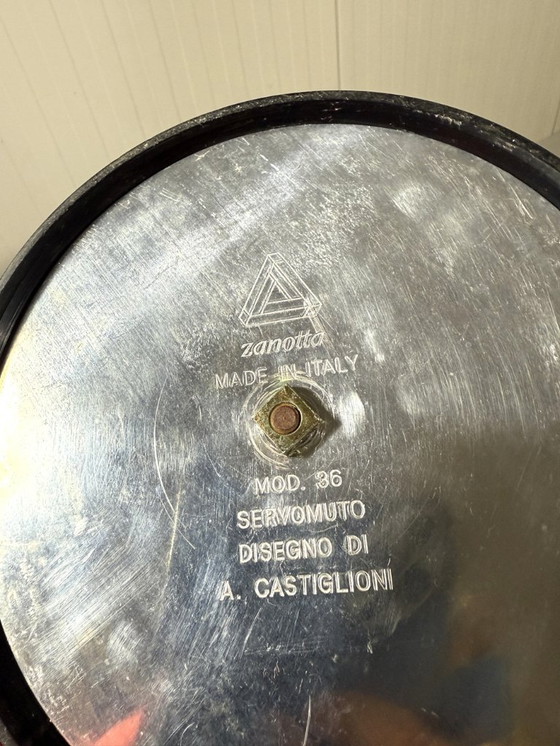 zanotta
MADE IN ITALY
MOD. 36
SERVOMUTO
DISEGNO DI
A. CASTIGLIONI